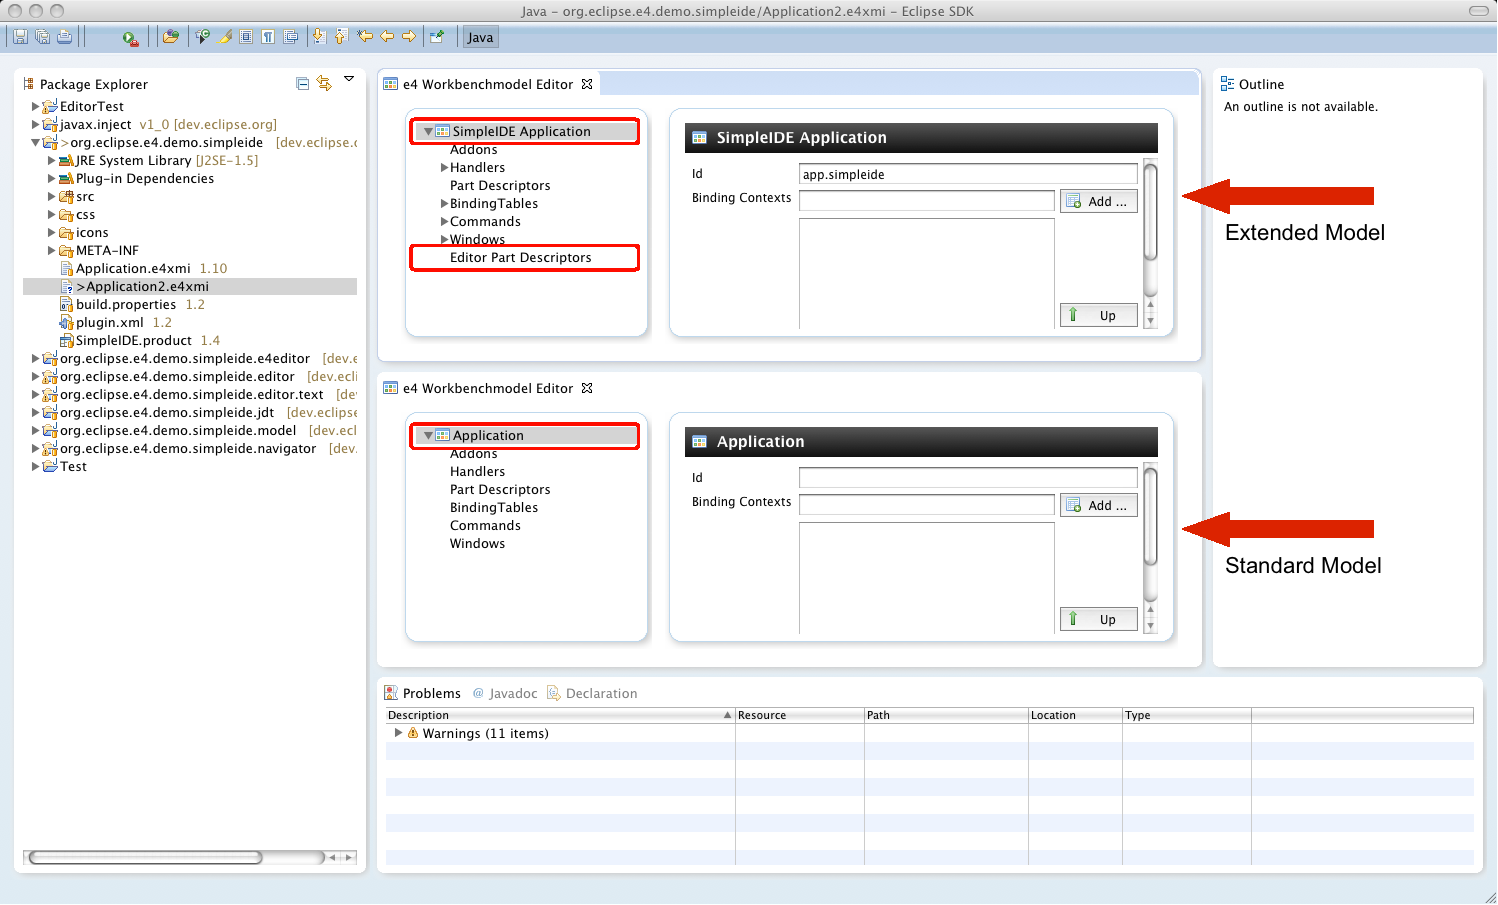 Java - org.eclipse.e4.demo.simpleide/Application2.e4xmi - Eclipse SDK
Java
Package Explorer
EditorTest
javax.inject v1_0 [dev.eclipse.org]
>org.eclipse.e4.demo.simpleide [dev.eclipse.c
JRE System Library [J2SE-1.5]
Plug-in Dependencies
src
css
icons
META-INF
Application.e4xmi 1.10
>Application2.e4xmi
build.properties 1.2
plugin.xml 1.2
SimpleIDE.product 1.4
org.eclipse.e4.demo.simpleide.e4editor [dev.e
org.eclipse.e4.demo.simpleide.editor [dev.ecli
org.eclipse.e4.demo.simpleide.editor.text [de
org.eclipse.e4.demo.simpleide.jdt [dev.eclipse
org.eclipse.e4.demo.simpleide.model [dev.ecl
org.eclipse.e4.demo.simpleide.navigator [dev.
Test
e4 Workbenchmodel Editor
SimpleIDE Application
Addons
Handlers
Part Descriptors
BindingTables
Commands
Windows
Editor Part Descriptors
SimpleIDE Application
Id app.simpleide
Binding Contexts Add ...
Up
Outline
An outline is not available.
Extended Model
e4 Workbenchmodel Editor
Application
Addons
Handlers
Part Descriptors
BindingTables
Commands
Windows
Application
Id
Binding Contexts Add ...
Up
Standard Model
Problems @ Javadoc Declaration
Description Resource Path Location Type
Warnings (11 items)